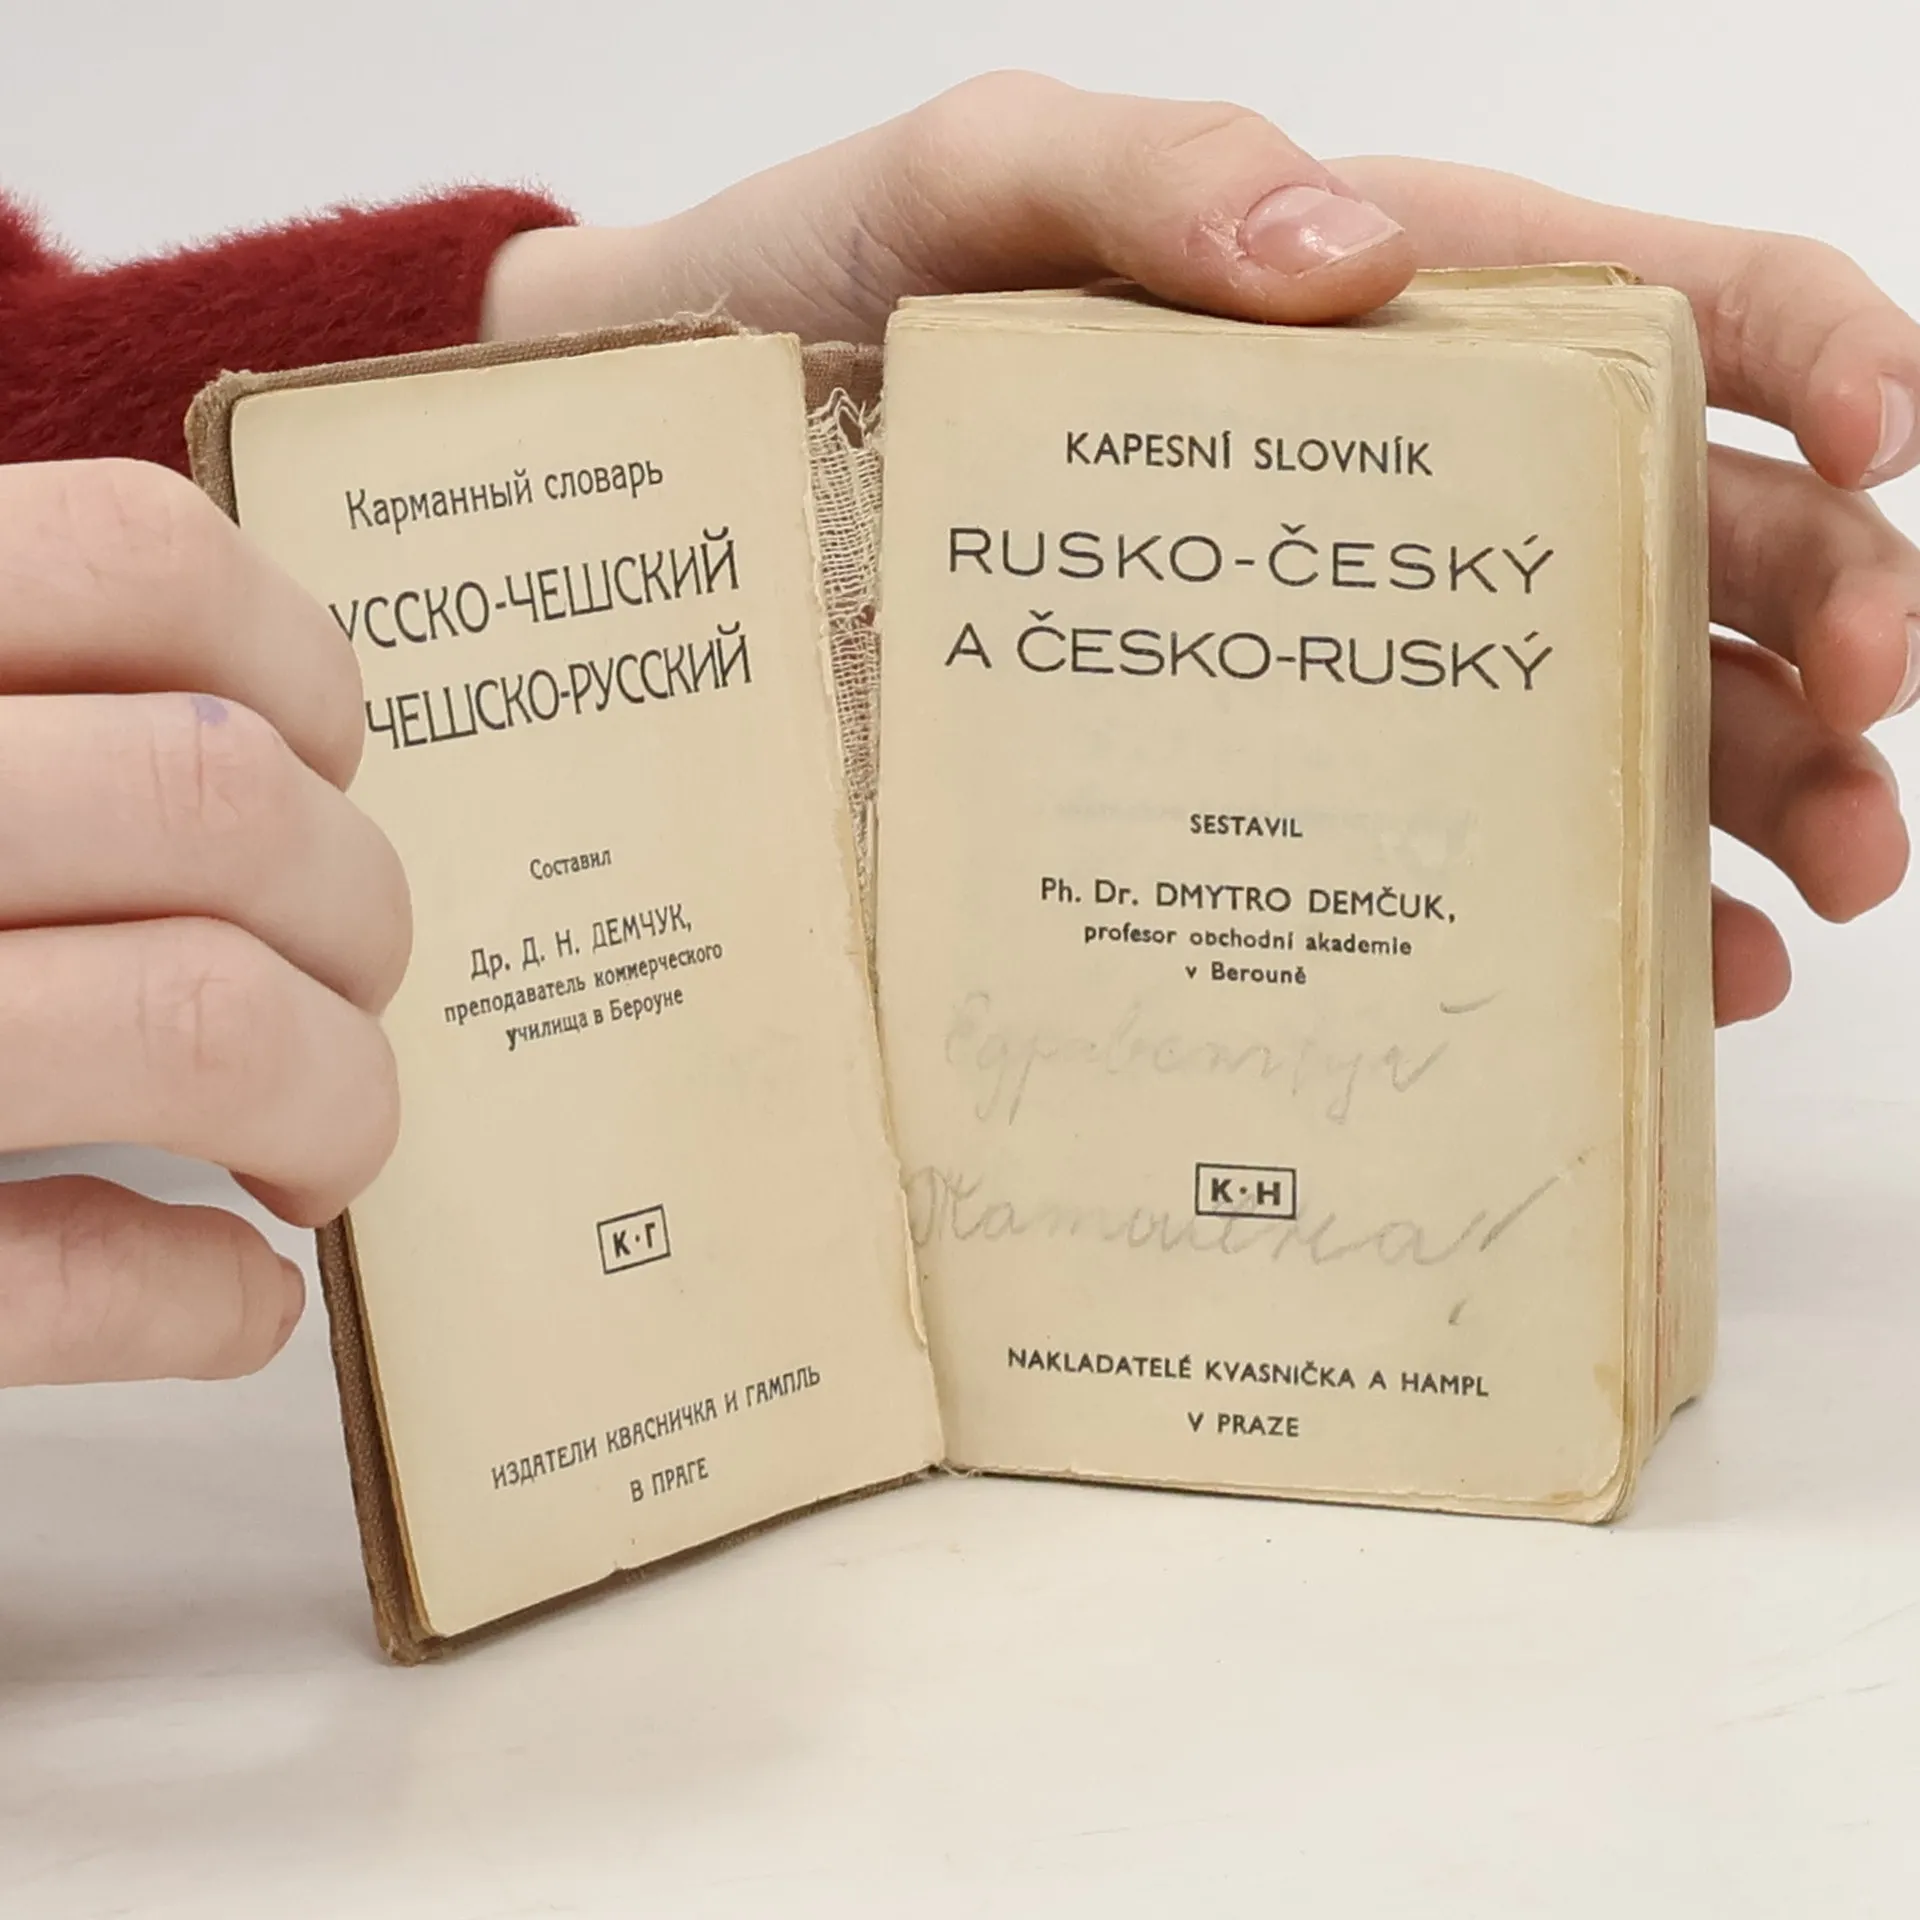 Карманный словарь
УССКО-ЧЕШСКИЙ
ЧЕШСКО-РУССКИЙ
Составил
Др. Д. Н. ДЕМЧУК,
преподаватель коммерческого
училища в Бероуне
К·Г
ИЗДАТЕЛИ КВАСНИЧКА И ГАМПЛЬ
В ПРАГЕ
KAPESNÍ SLOVNÍK
RUSKO-ČESKÝ
A ČESKO-RUSKÝ
SESTAVIL
Ph. Dr. DMYTRO DEMČUK,
profesor obchodní akademie
v Berouně
K·H
NAKLADATELÉ KVASNIČKA A HAMPL
V PRAZE